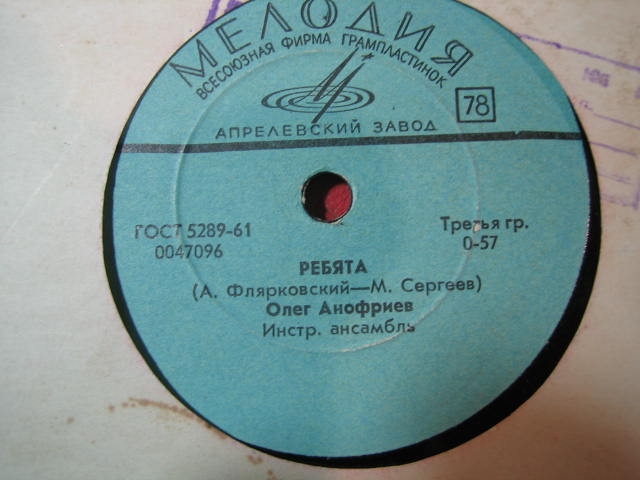 МЕЛОДИЯ
ВСЕСОЮЗНАЯ ФИРМА ГРАМПЛАСТИНОК
78
АПРЕЛЕВСКИЙ ЗАВОД
ГОСТ 5289-61
0047096
Третья гр.
0-57
РЕБЯТА
(А. Флярковский—М. Сергеев)
Олег Анофриев
Инстр. ансамбль